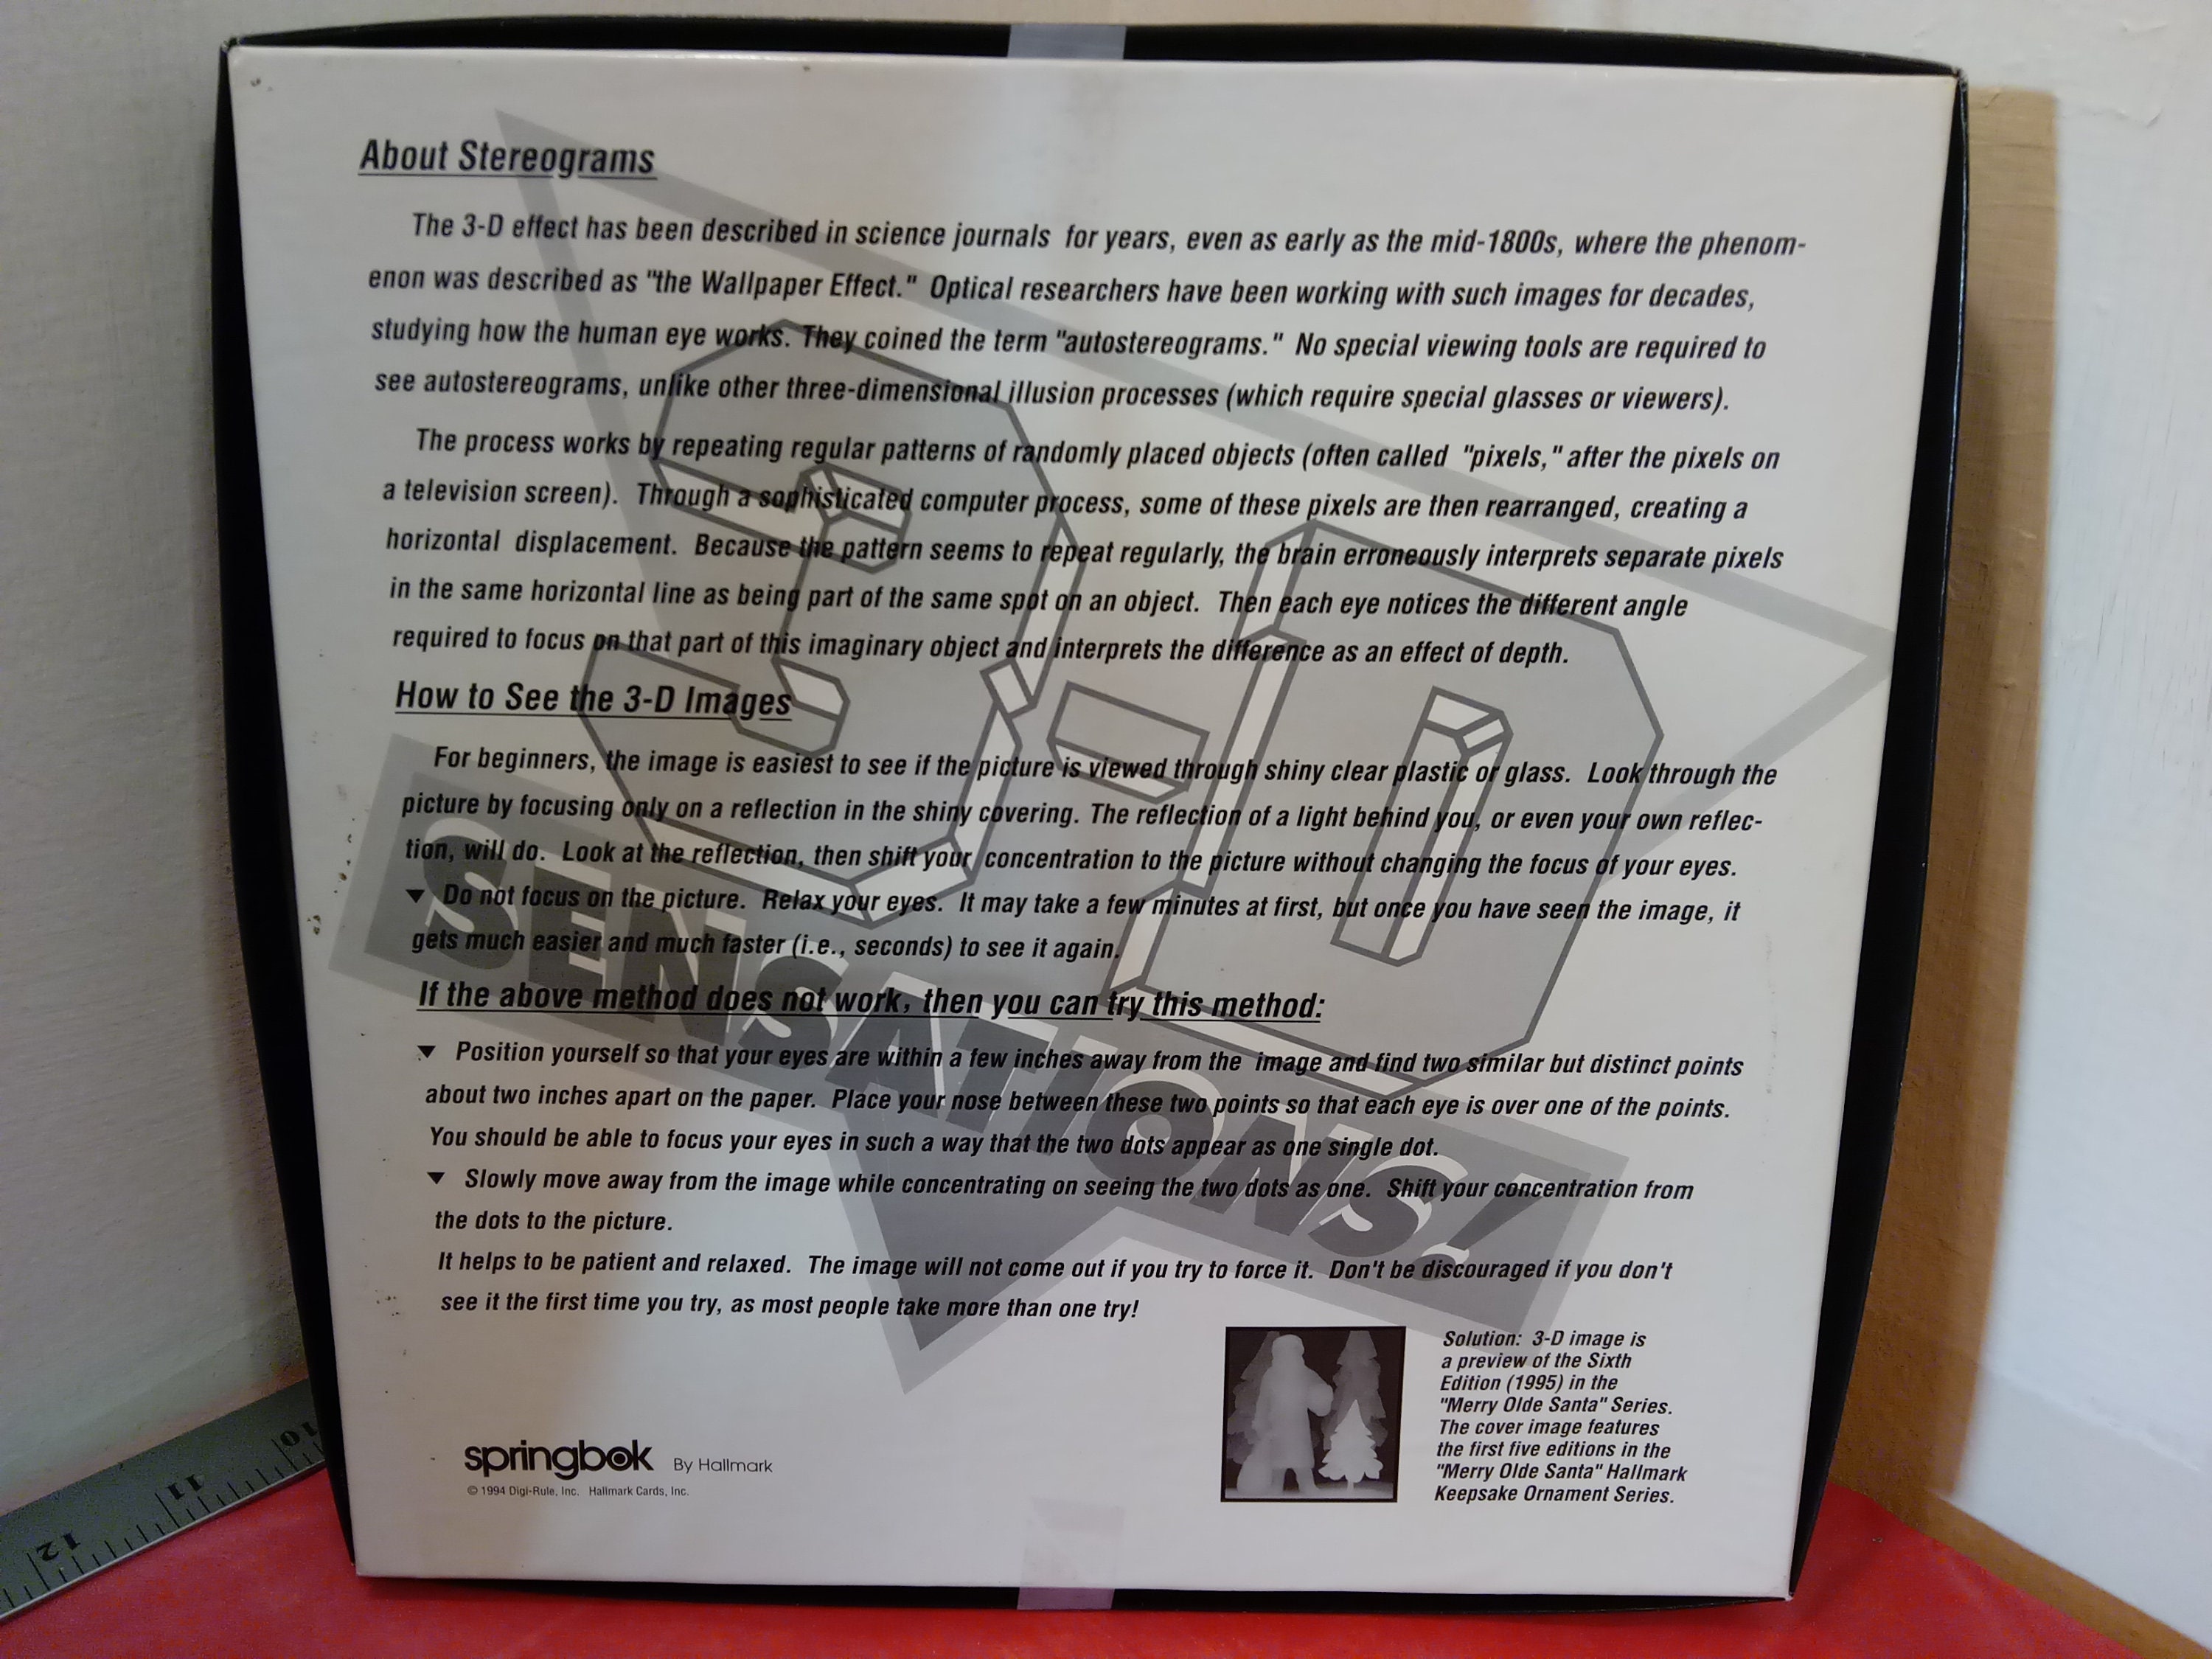 About Stereograms
The 3-D effect has been described in science journals for years, even as early as the mid-1800s, where the phenom-
enon was described as "the Wallpaper Effect." Optical researchers have been working with such images for decades,
studying how the human eye works. They coined the term "autostereograms." No special viewing tools are required to
see autostereograms, unlike other three-dimensional illusion processes (which require special glasses or viewers).
The process works by repeating regular patterns of randomly placed objects (often called "pixels," after the pixels on
a television screen). Through a sophisticated computer process, some of these pixels are then rearranged, creating a
horizontal displacement. Because the pattern seems to repeat regularly, the brain erroneously interprets separate pixels
in the same horizontal line as being part of the same spot on an object. Then each eye notices the different angle
required to focus on that part of this imaginary object and interprets the difference as an effect of depth.
How to See the 3-D Images
For beginners, the image is easiest to see if the picture is viewed through shiny clear plastic or glass. Look through the
picture by focusing only on a reflection in the shiny covering. The reflection of a light behind you, or even your own reflec-
tion, will do. Look at the reflection, then shift your concentration to the picture without changing the focus of your eyes.
▼ Do not focus on the picture. Relax your eyes. It may take a few minutes at first, but once you have seen the image, it
gets much easier and much faster (i.e., seconds) to see it again.
If the above method does not work, then you can try this method:
▼ Position yourself so that your eyes are within a few inches away from the image and find two similar but distinct points
about two inches apart on the paper. Place your nose between these two points so that each eye is over one of the points.
You should be able to focus your eyes in such a way that the two dots appear as one single dot.
▼ Slowly move away from the image while concentrating on seeing the two dots as one. Shift your concentration from
the dots to the picture.
It helps to be patient and relaxed. The image will not come out if you try to force it. Don't be discouraged if you don't
see it the first time you try, as most people take more than one try!
3-D
SENSATIONS!
Solution: 3-D image is
a preview of the Sixth
Edition (1995) in the
"Merry Olde Santa" Series.
The cover image features
the first five editions in the
"Merry Olde Santa" Hallmark
Keepsake Ornament Series.
springbok By Hallmark
© 1994 Digi-Rule, Inc. Hallmark Cards, Inc.
10
11
12